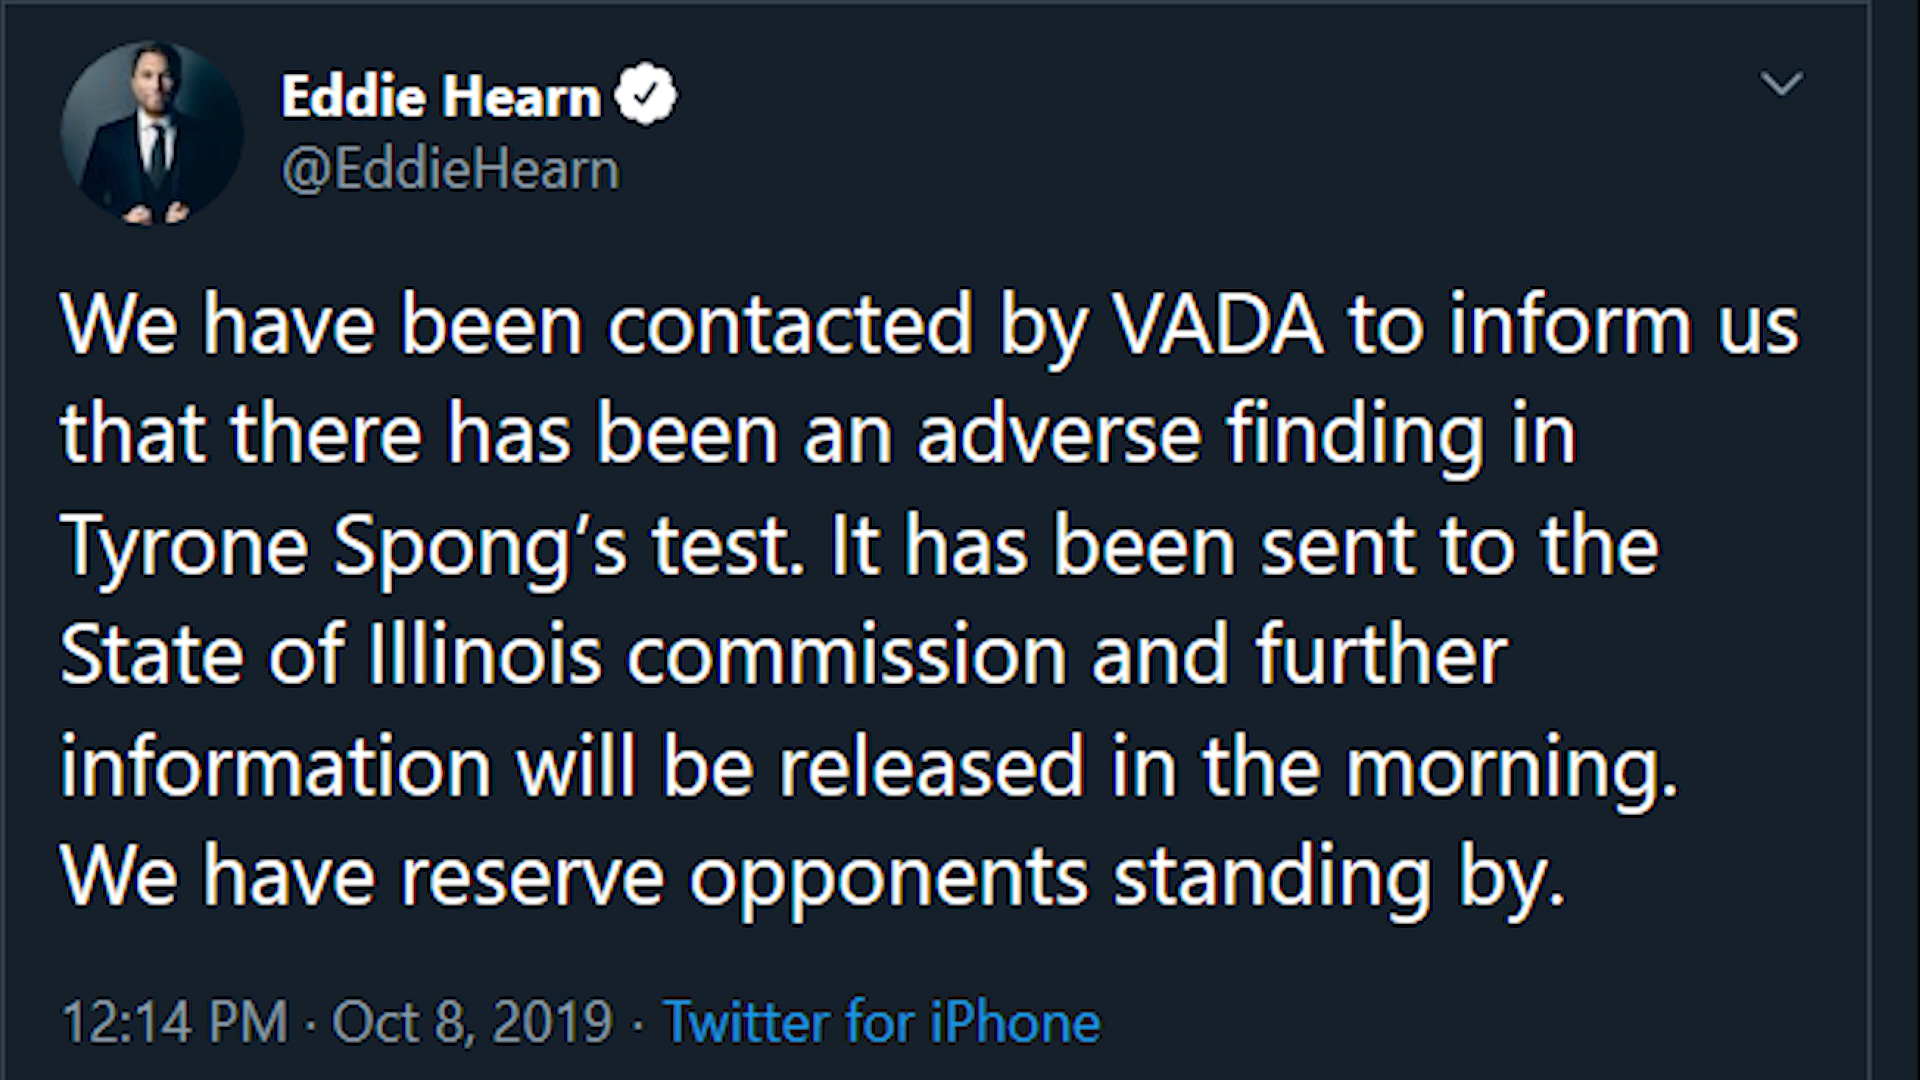 Eddie Hearn
@EddieHearn
We have been contacted by VADA to inform us
that there has been an adverse finding in
Tyrone Spong’s test. It has been sent to the
State of Illinois commission and further
information will be released in the morning.
We have reserve opponents standing by.
12:14 PM · Oct 8, 2019 · Twitter for iPhone